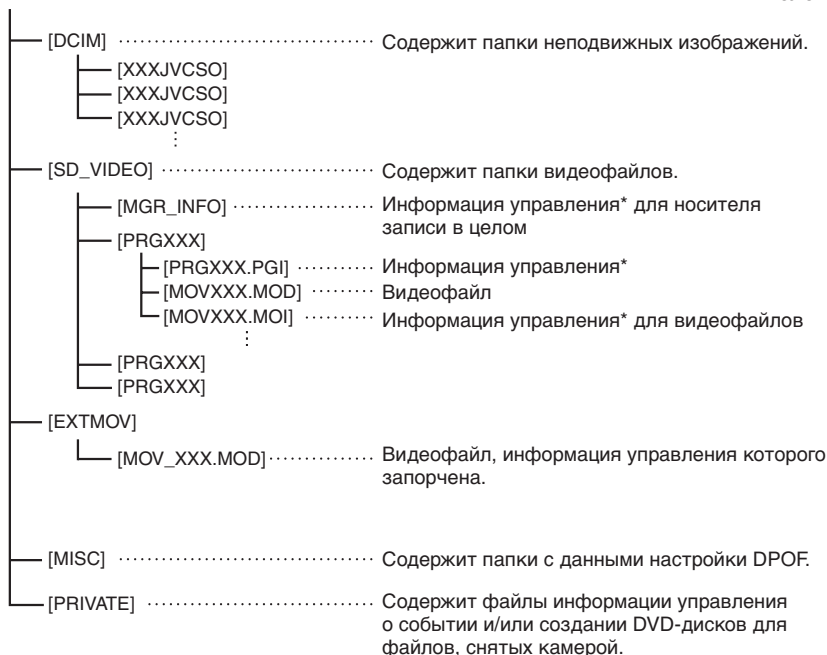 [DCIM] Содержит папки неподвижных изображений.
[XXXJVCSO]
[XXXJVCSO]
[XXXJVCSO]
[SD_VIDEO] Содержит папки видеофайлов.
[MGR_INFO] Информация управления* для носителя
записи в целом
[PRGXXX]
[PRGXXX.PGI] Информация управления*
[MOVXXX.MOD] Видеофайл
[MOVXXX.MOI] Информация управления* для видеофайлов
[PRGXXX]
[PRGXXX]
[EXTMOV]
[MOV_XXX.MOD] Видеофайл, информация управления которого
запорчена.
[MISC] Содержит папки с данными настройки DPOF.
[PRIVATE] Содержит файлы информации управления
о событии и/или создании DVD-дисков для
файлов, снятых камерой.